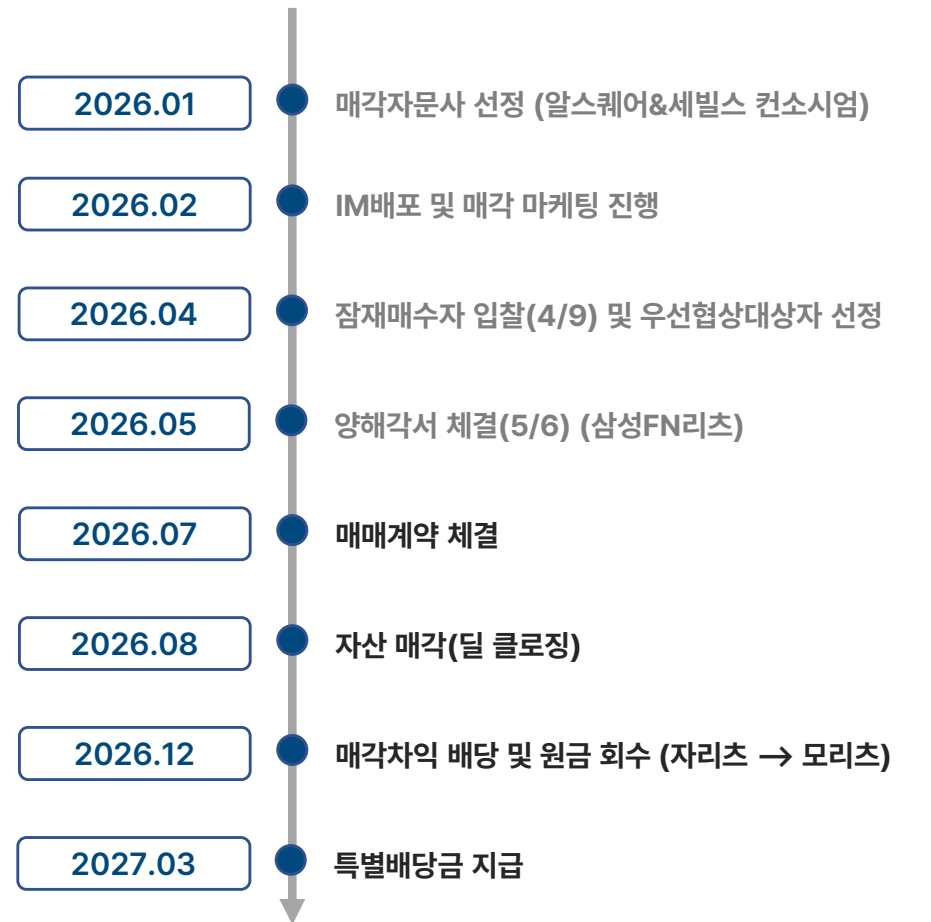 2026.01 매각자문사 선정 (알스퀘어&세빌스 컨소시엄)
2026.02 IM배포 및 매각 마케팅 진행
2026.04 잠재매수자 입찰(4/9) 및 우선협상대상자 선정
2026.05 양해각서 체결(5/6) (삼성FN리츠)
2026.07 매매계약 체결
2026.08 자산 매각(딜 클로징)
2026.12 매각차익 배당 및 원금 회수 (자리츠 → 모리츠)
2027.03 특별배당금 지급